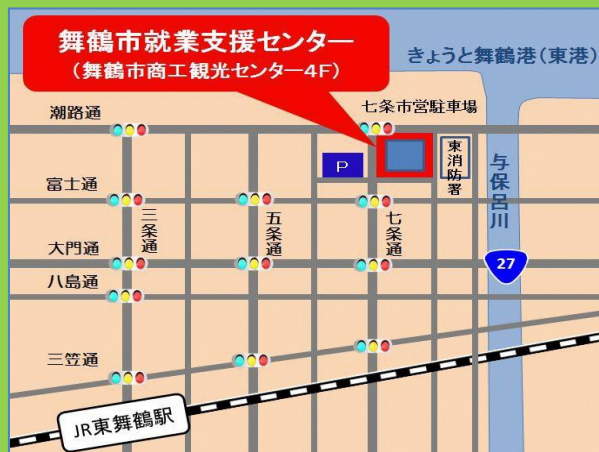 舞鶴市就業支援センター
（舞鶴市商工観光センター4F）
きょうと舞鶴港（東港）
潮路通
七条市営駐車場
P
東消防署
与保呂川
富士通
三条通
五条通
七条通
大門通
27
八島通
三笠通
JR東舞鶴駅